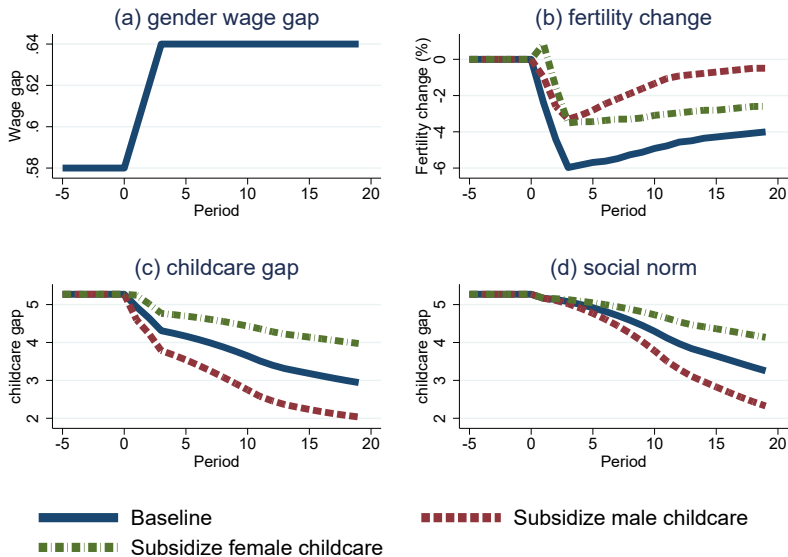 (a) gender wage gap
Wage gap
.64
.62
.6
.58
-5 0 5 10 15 20
Period
(b) fertility change
Fertility change (%)
0
-2
-4
-6
-5 0 5 10 15 20
Period
(c) childcare gap
childcare gap
5
4
3
2
-5 0 5 10 15 20
Period
(d) social norm
childcare gap
5
4
3
2
-5 0 5 10 15 20
Period
Baseline
Subsidize male childcare
Subsidize female childcare